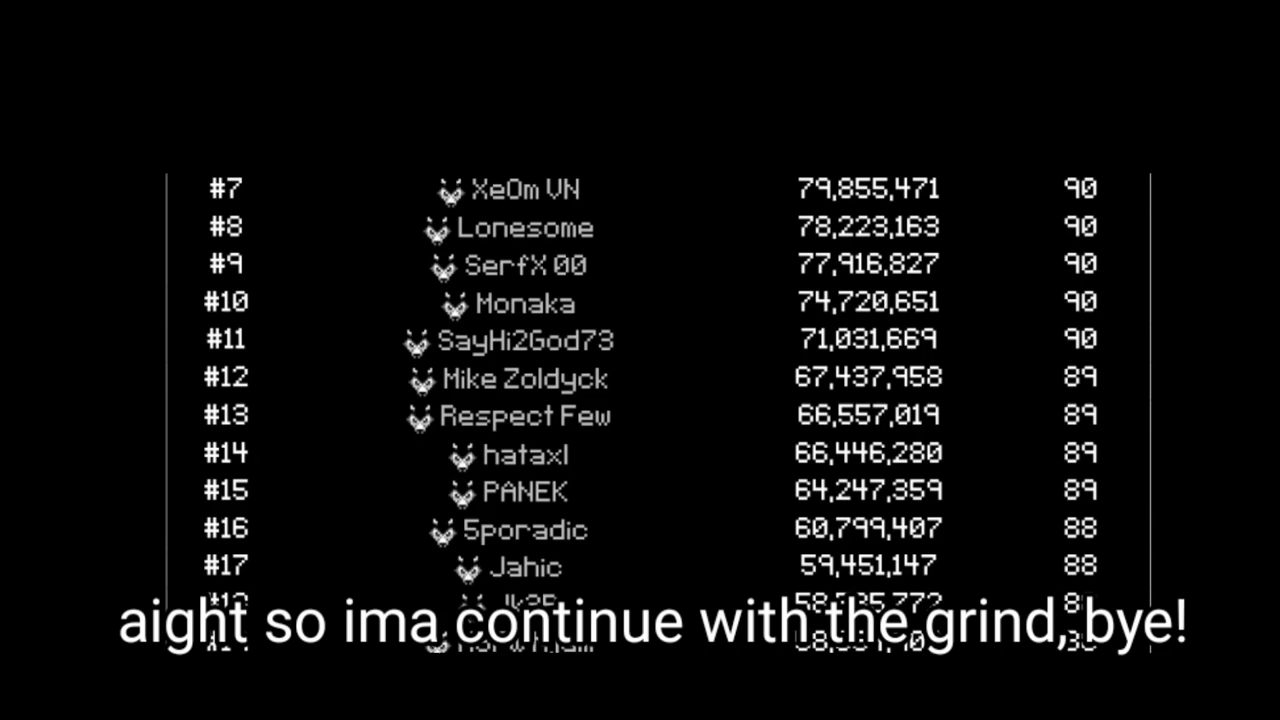 #7 XeOm VN 79,855,471 90
#8 Lonesome 78,223,163 90
#9 SerfX 00 77,916,827 90
#10 Monaka 74,720,651 90
#11 SayHi2God73 71,031,669 90
#12 Mike Zoldyck 67,437,958 89
#13 Respect Few 66,557,019 89
#14 hataxl 66,446,280 89
#15 PANEK 64,247,359 89
#16 5poradic 60,799,407 88
#17 Jahic 59,451,147 88
aight so ima continue with the grind, bye!